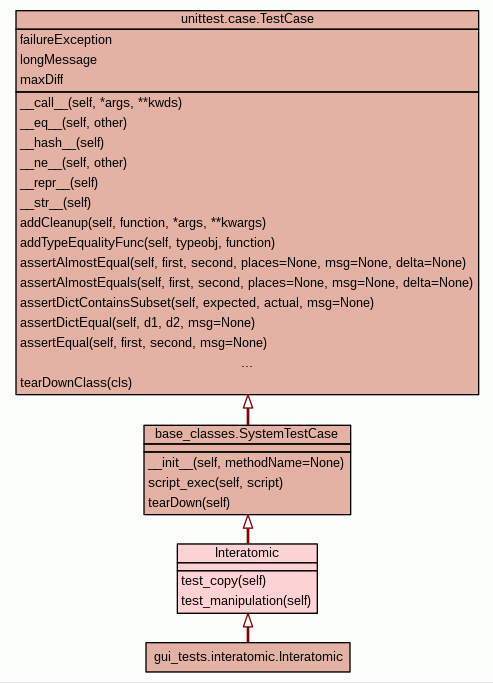 unittest.case.TestCase
failureException
longMessage
maxDiff
__call__(self, *args, **kwds)
__eq__(self, other)
__hash__(self)
__ne__(self, other)
__repr__(self)
__str__(self)
addCleanup(self, function, *args, **kwargs)
addTypeEqualityFunc(self, typeobj, function)
assertAlmostEqual(self, first, second, places=None, msg=None, delta=None)
assertAlmostEquals(self, first, second, places=None, msg=None, delta=None)
assertDictContainsSubset(self, expected, actual, msg=None)
assertDictEqual(self, d1, d2, msg=None)
assertEqual(self, first, second, msg=None)
...
tearDownClass(cls)
base_classes.SystemTestCase
__init__(self, methodName=None)
script_exec(self, script)
tearDown(self)
Interatomic
test_copy(self)
test_manipulation(self)
gui_tests.interatomic.Interatomic